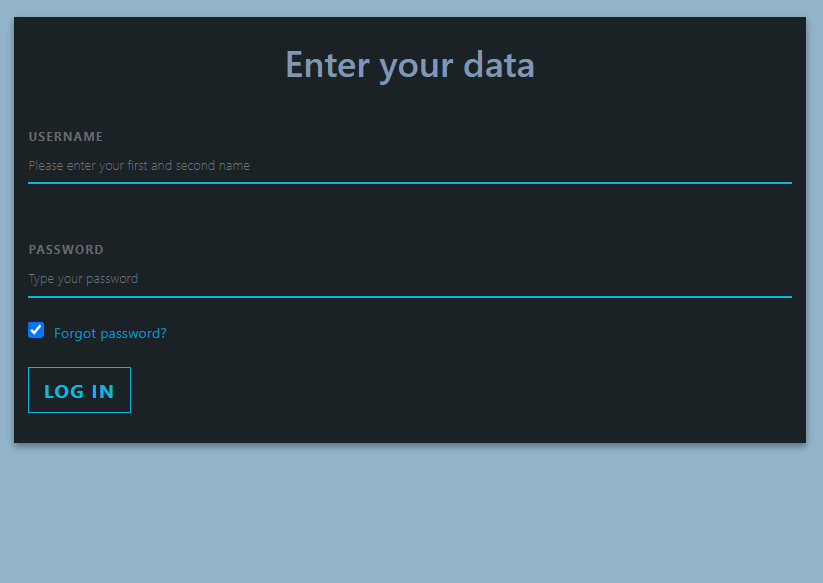 Enter your data
USERNAME
Please enter your first and second name
PASSWORD
Type your password
Forgot password?
LOG IN